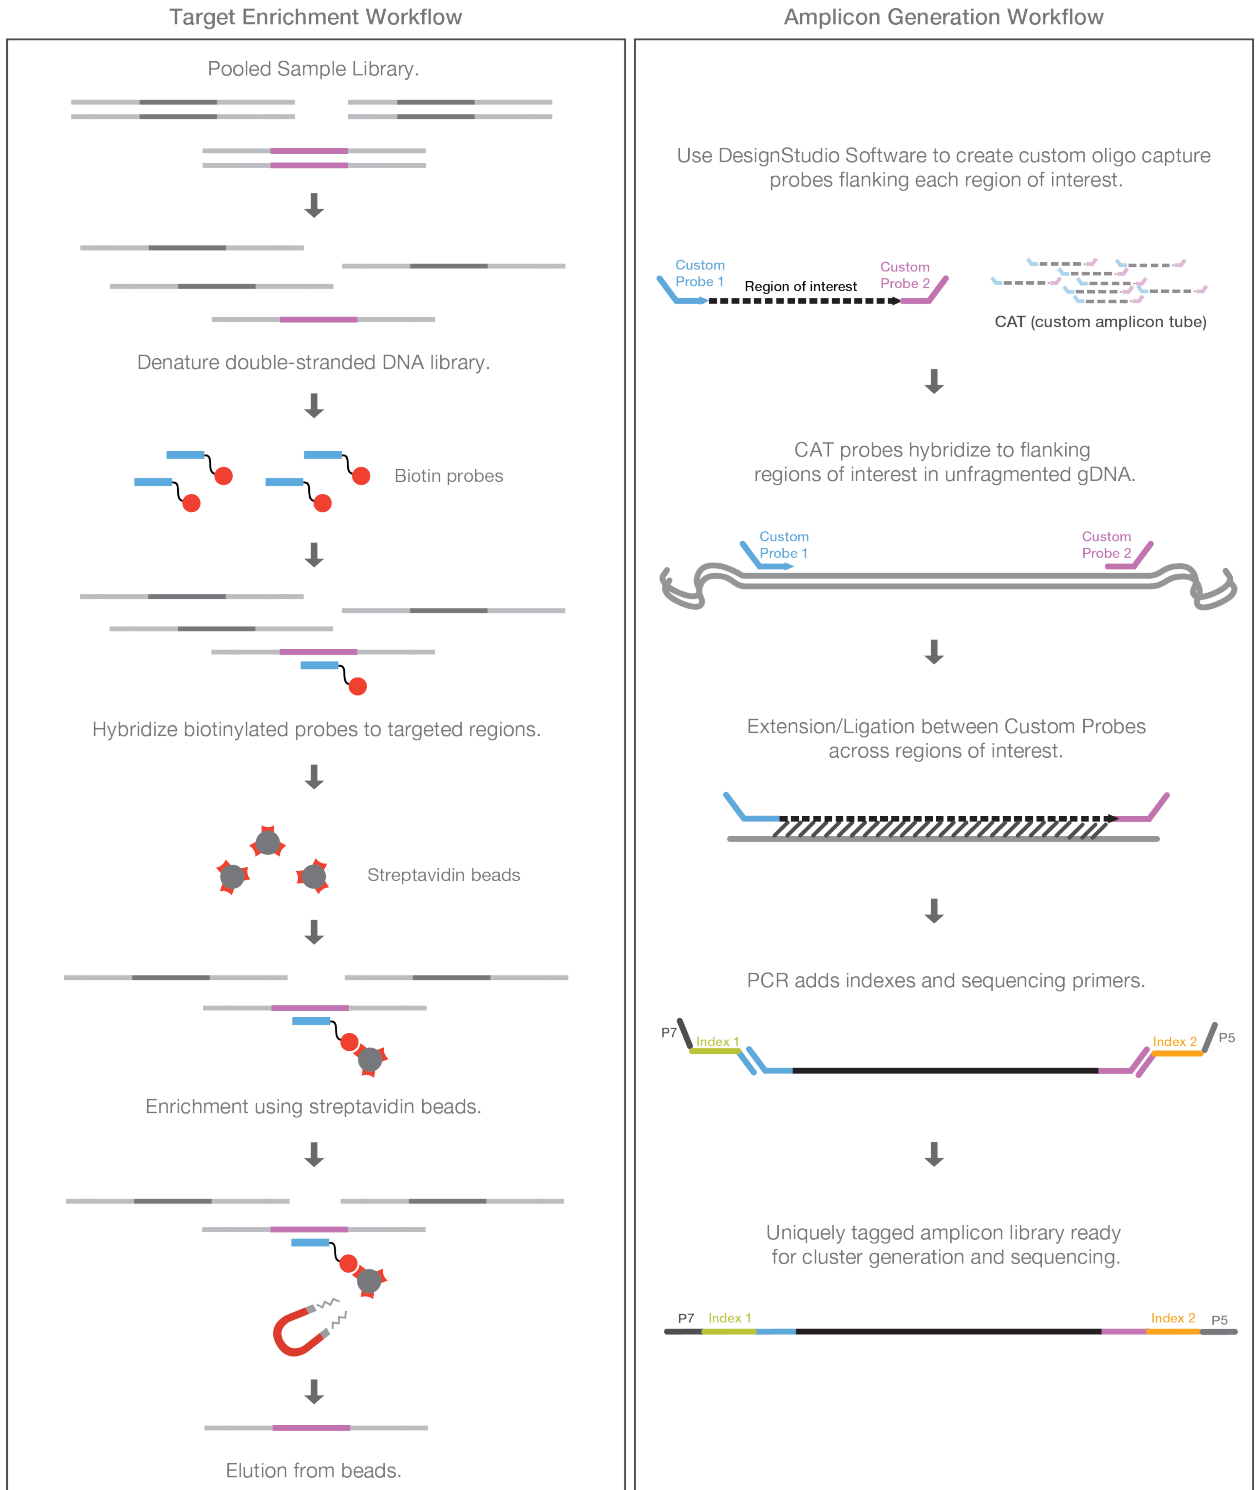 Target Enrichment Workflow
Pooled Sample Library.
Denature double-stranded DNA library.
Biotin probes
Hybridize biotinylated probes to targeted regions.
Streptavidin beads
Enrichment using streptavidin beads.
Elution from beads.
Amplicon Generation Workflow
Use DesignStudio Software to create custom oligo capture
probes flanking each region of interest.
Custom
Probe 1
Region of interest
Custom
Probe 2
CAT (custom amplicon tube)
CAT probes hybridize to flanking
regions of interest in unfragmented gDNA.
Custom
Probe 1
Custom
Probe 2
Extension/Ligation between Custom Probes
across regions of interest.
PCR adds indexes and sequencing primers.
P7
Index 1
Index 2
P5
Uniquely tagged amplicon library ready
for cluster generation and sequencing.
P7
Index 1
Index 2
P5